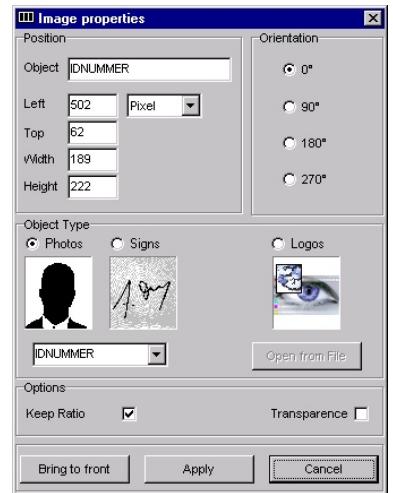 Image properties
Position
Orientation
Object IDNUMMER
0°
Left 502 Pixel
90°
Top 62
180°
Width 189
270°
Height 222
Object Type
Photos Signs Logos
IDNUMMER
Open from File
Options
Keep Ratio
Transparence
Bring to front Apply Cancel